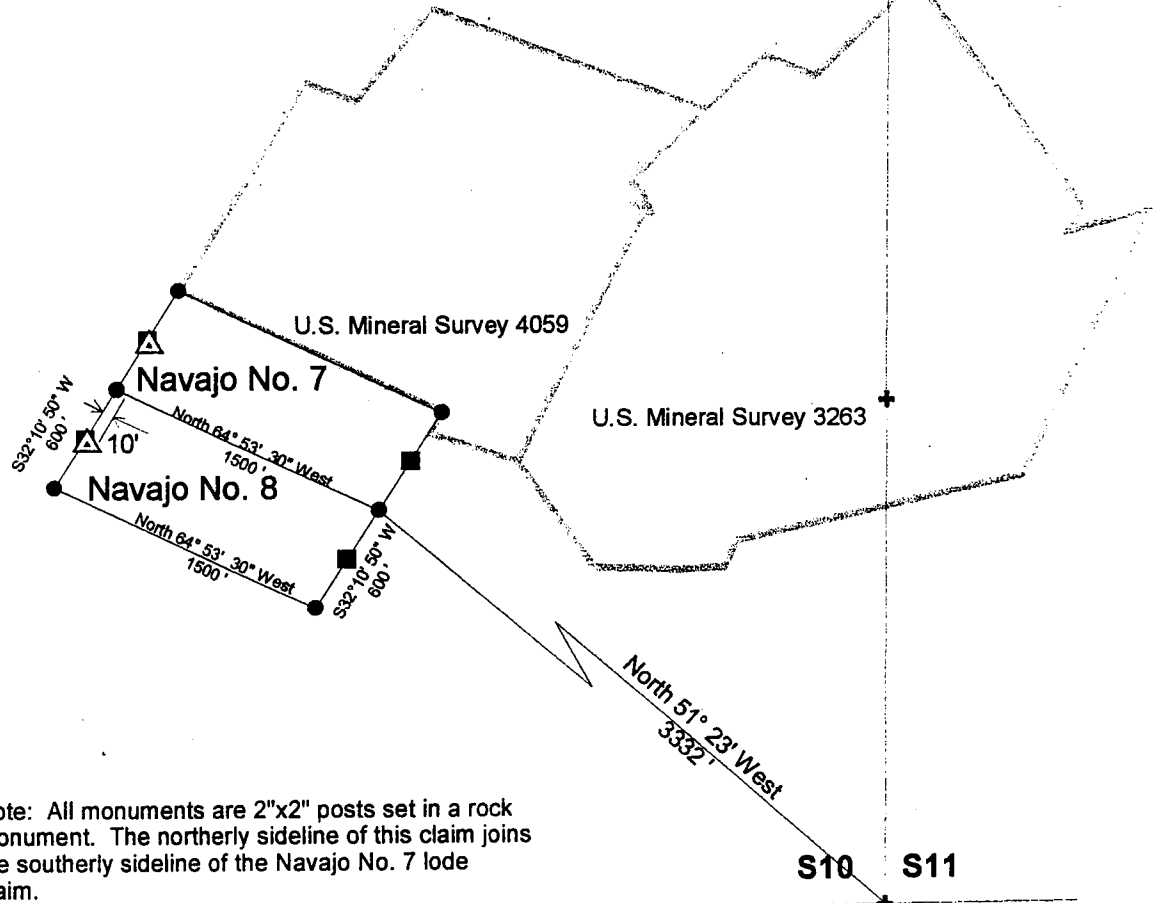 U.S. Mineral Survey 4059
Navajo No. 7
U.S. Mineral Survey 3263
S32°10' 50" W
600 '
10'
North 64° 53' 30" West
1500 '
Navajo No. 8
North 64° 53' 30" West
1500 '
S32°10' 50" W
600 '
North 51° 23' West
3332 '
ote: All monuments are 2"x2" posts set in a rock
onument. The northerly sideline of this claim joins
e southerly sideline of the Navajo No. 7 lode
aim.
S10 S11